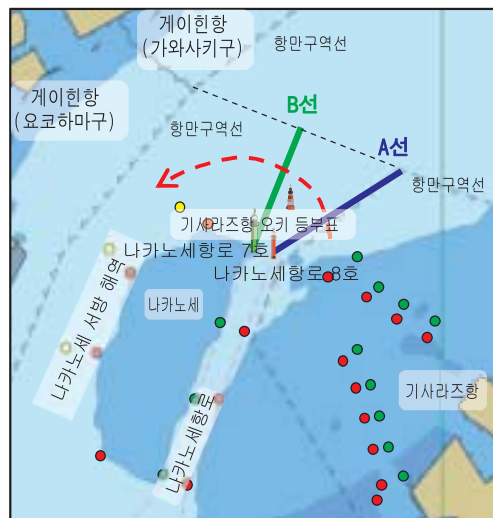 게이힌항
(가와사키구)
항만구역선
게이힌항
(요코하마구)
B선
항만구역선
A선
항만구역선
기사라즈항 오키 등부표
나카노세항로 7호
나카노세항로 8호
나카노세 서방 해역
나카노세
나카노세항로
기사라즈항